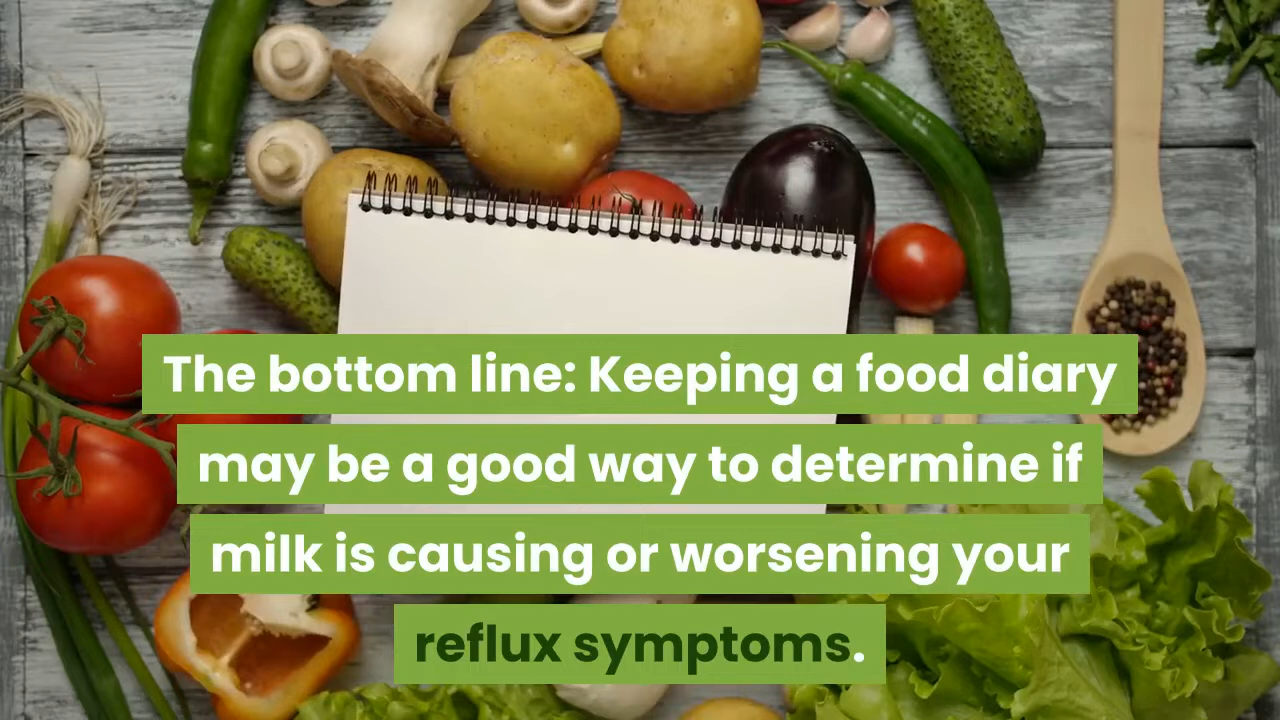 The bottom line: Keeping a food diary
may be a good way to determine if
milk is causing or worsening your
reflux symptoms.